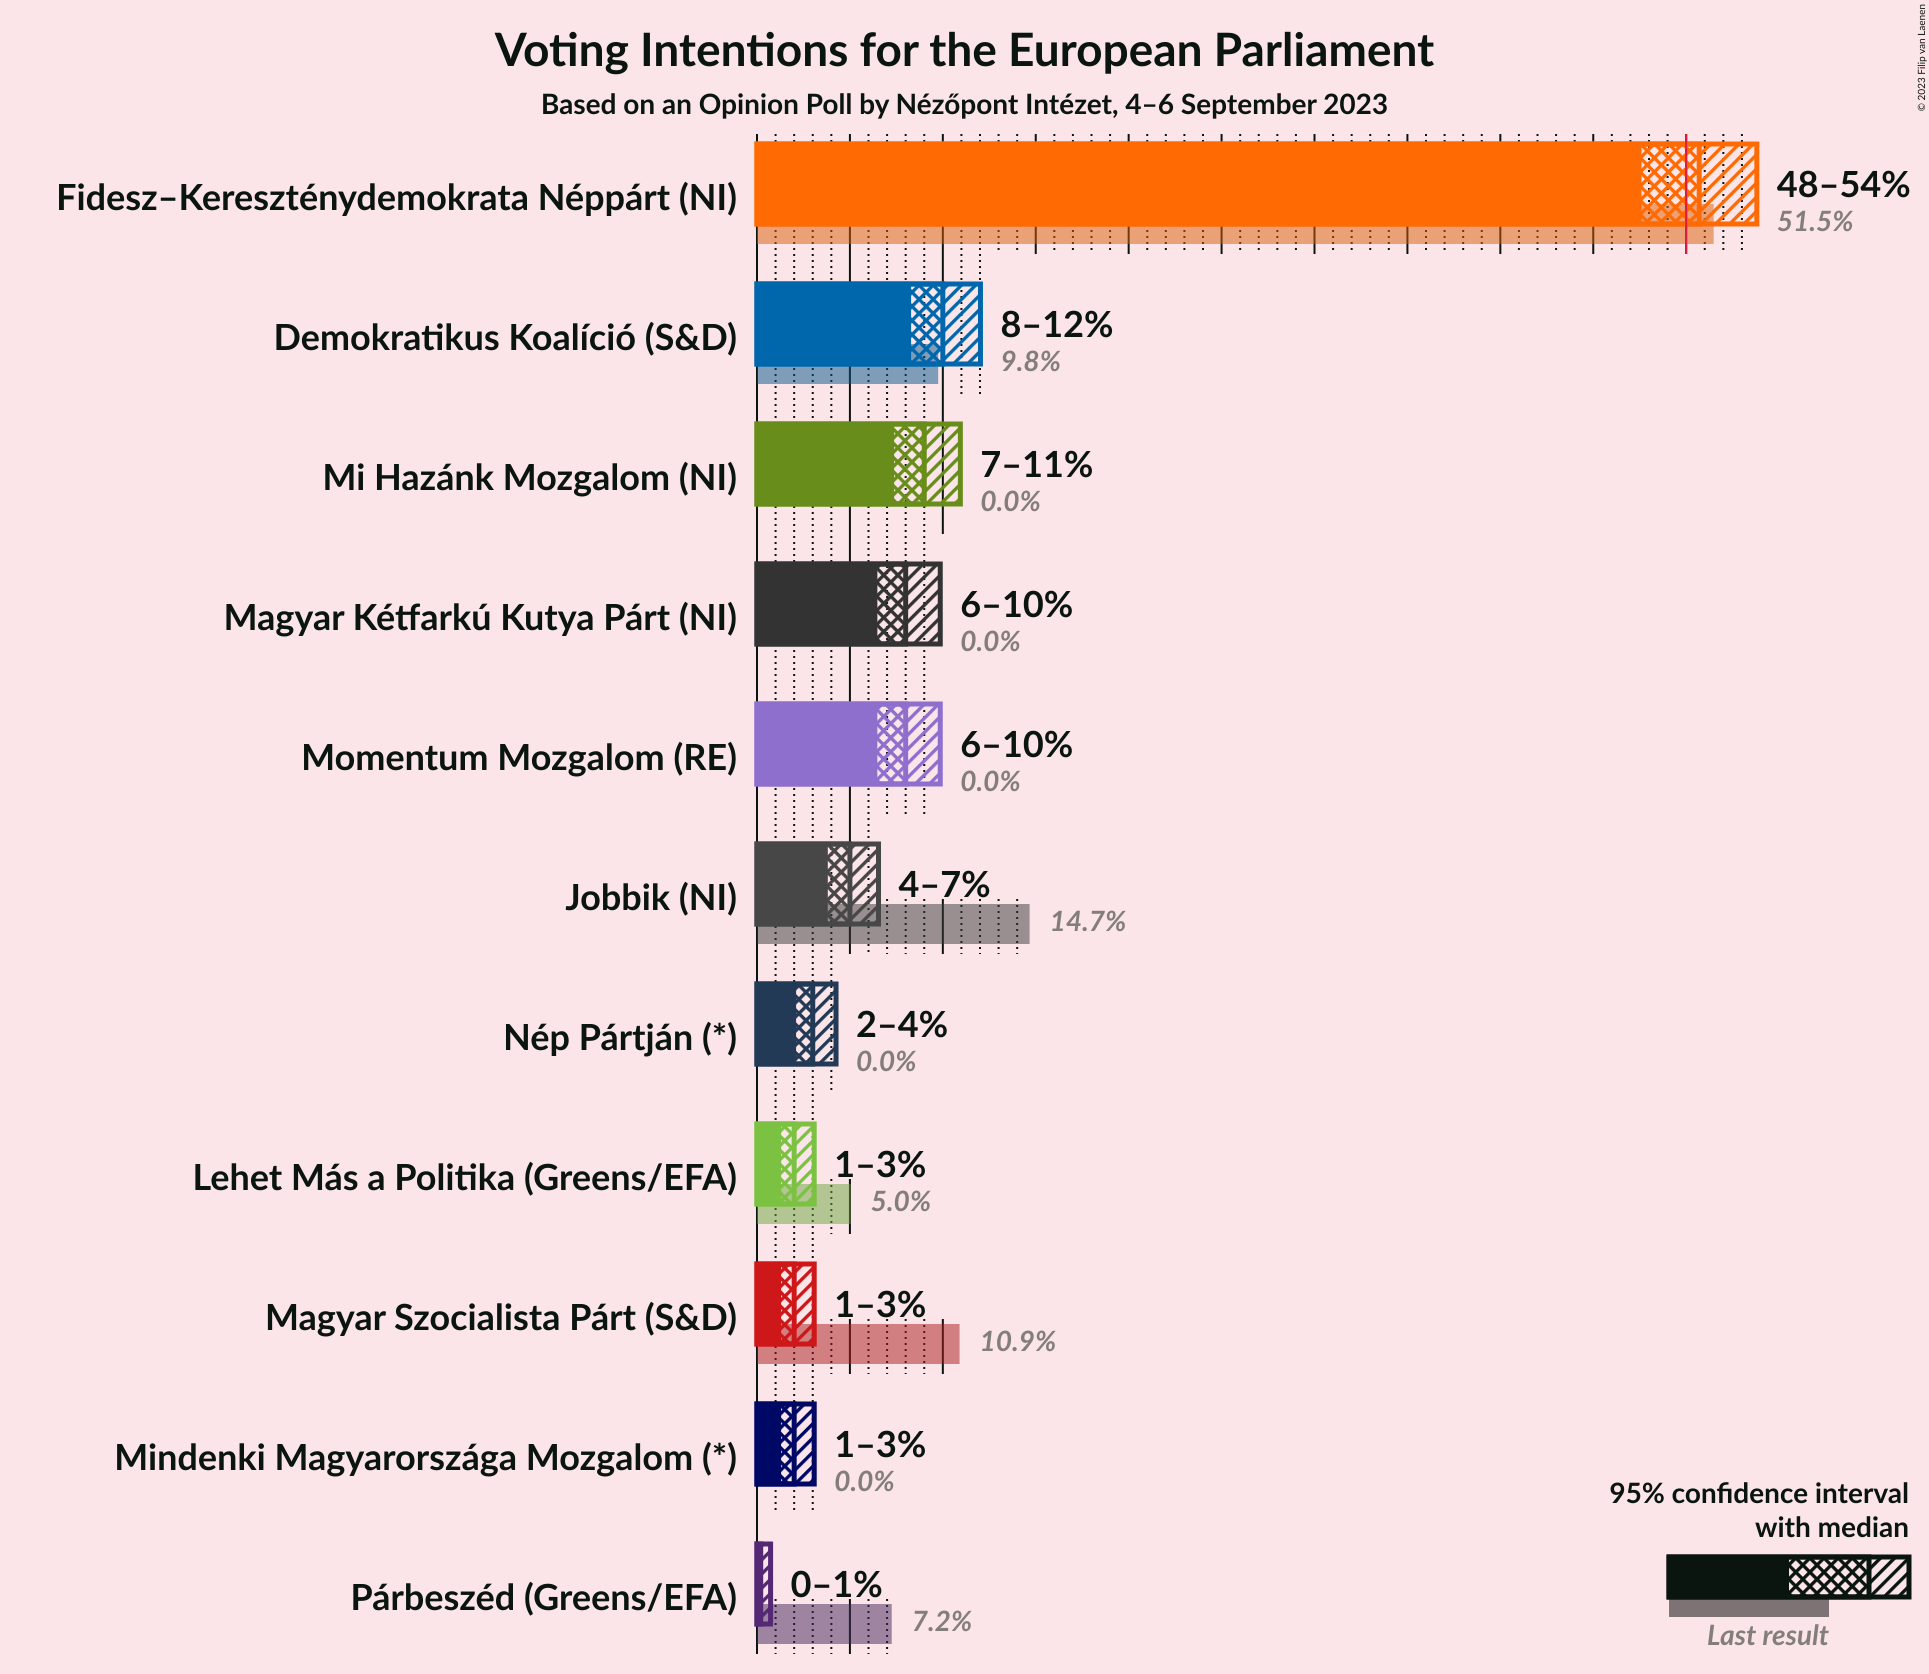 Voting Intentions for the European Parliament
Based on an Opinion Poll by Nézőpont Intézet, 4–6 September 2023
© 2023 Filip van Laenen
Fidesz–Kereszténydemokrata Néppárt (NI)
48–54%
51.5%
Demokratikus Koalíció (S&D)
8–12%
9.8%
Mi Hazánk Mozgalom (NI)
7–11%
0.0%
Magyar Kétfarkú Kutya Párt (NI)
6–10%
0.0%
Momentum Mozgalom (RE)
6–10%
0.0%
Jobbik (NI)
4–7%
14.7%
Nép Pártján (*)
2–4%
0.0%
Lehet Más a Politika (Greens/EFA)
1–3%
5.0%
Magyar Szocialista Párt (S&D)
1–3%
10.9%
Mindenki Magyarországa Mozgalom (*)
1–3%
0.0%
Párbeszéd (Greens/EFA)
0–1%
7.2%
95% confidence interval
with median
Last result